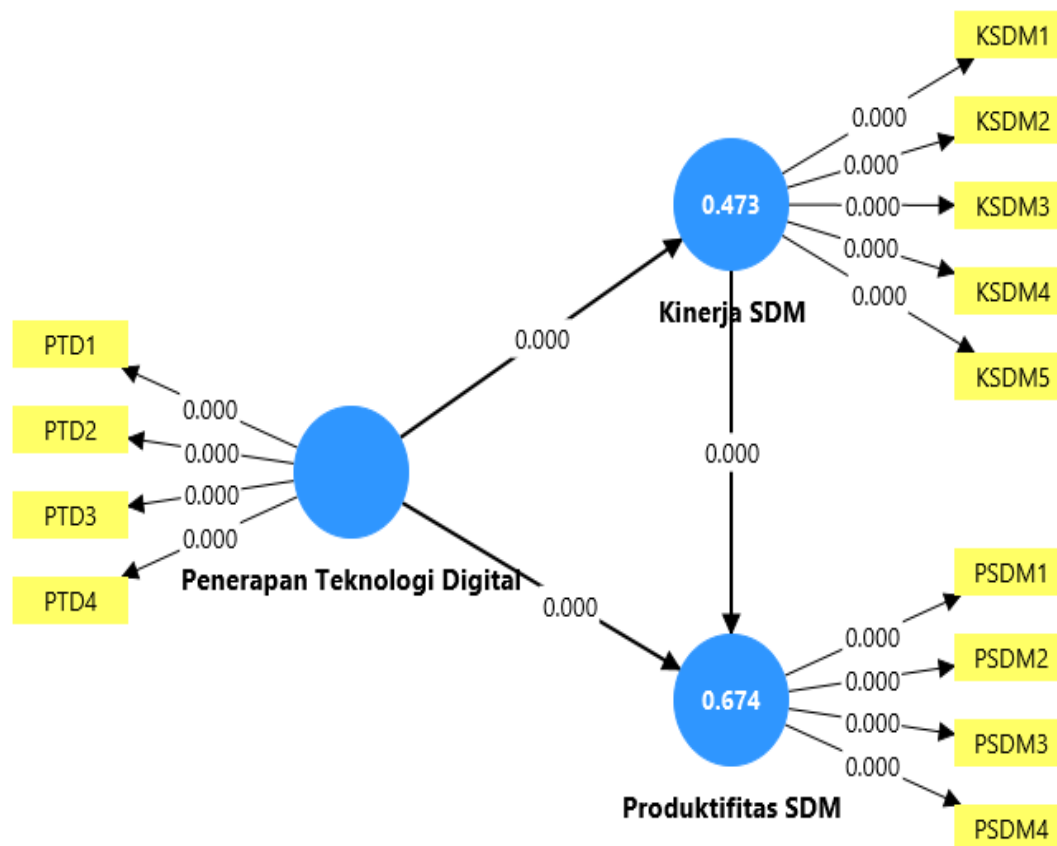 KSDM1
0.000
KSDM2
0.000
0.473
0.000
KSDM3
0.000
KSDM4
0.000
Kinerja SDM
KSDM5
0.000
PTD1
0.000
PTD2
0.000
0.000
PTD3
0.000
0.000
PTD4
Penerapan Teknologi Digital
0.000
0.000
PSDM1
0.000
PSDM2
0.000
0.674
0.000
PSDM3
0.000
Produktifitas SDM
PSDM4